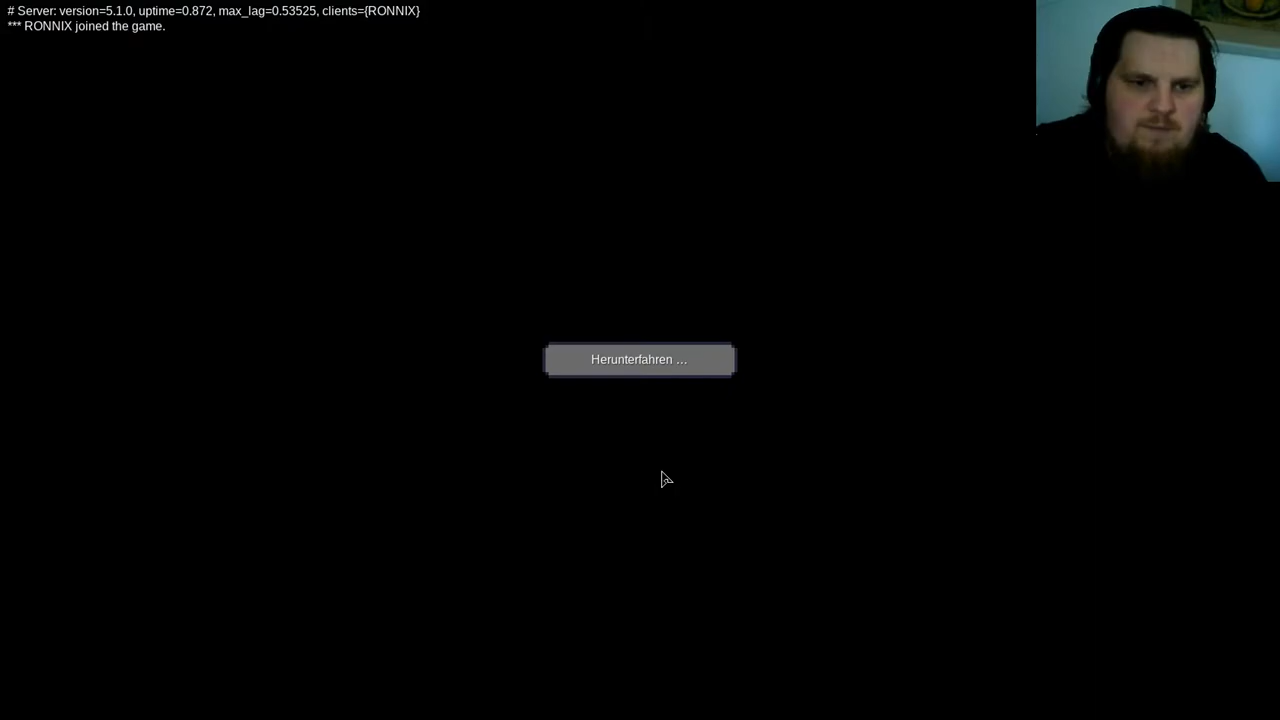 # Server: version=5.1.0, uptime=0.872, max_lag=0.53525, clients={RONNIX}
*** RONNIX joined the game.
Herunterfahren ...